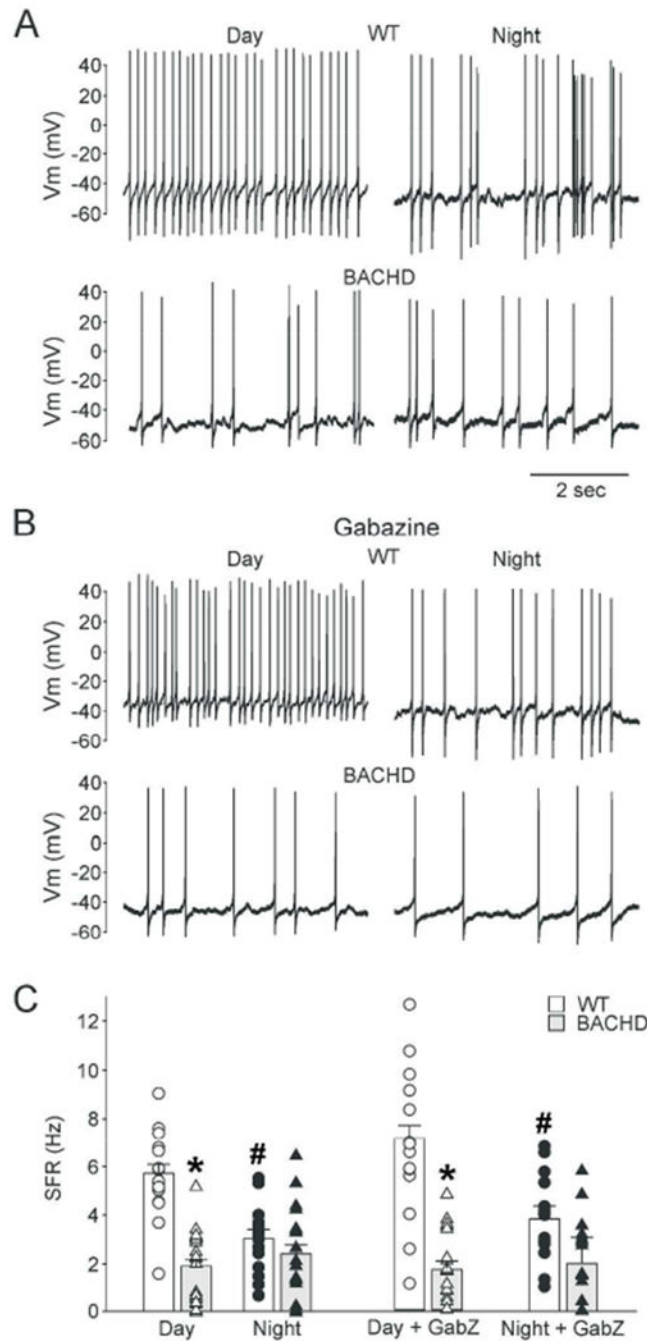 A
Day WT Night
40
20
0
-20
-40
-60
Vm (mV)
BACHD
40
20
0
-20
-40
-60
Vm (mV)
2 sec
B Gabazine
Day WT Night
40
20
0
-20
-40
-60
Vm (mV)
BACHD
40
20
0
-20
-40
-60
Vm (mV)
C
WT
BACHD
12
10
8
6
4
2
0
SFR (Hz)
* #
* #
Day Night Day + GabZ Night + GabZ